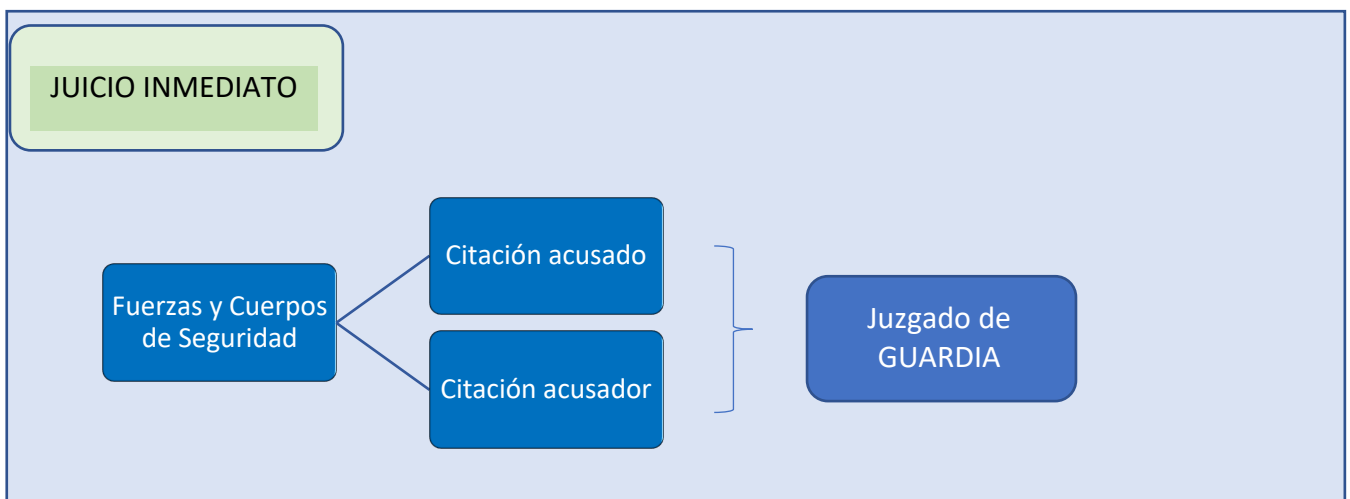 JUICIO INMEDIATO
Citación acusado
Fuerzas y Cuerpos
de Seguridad
Citación acusador
Juzgado de
GUARDIA